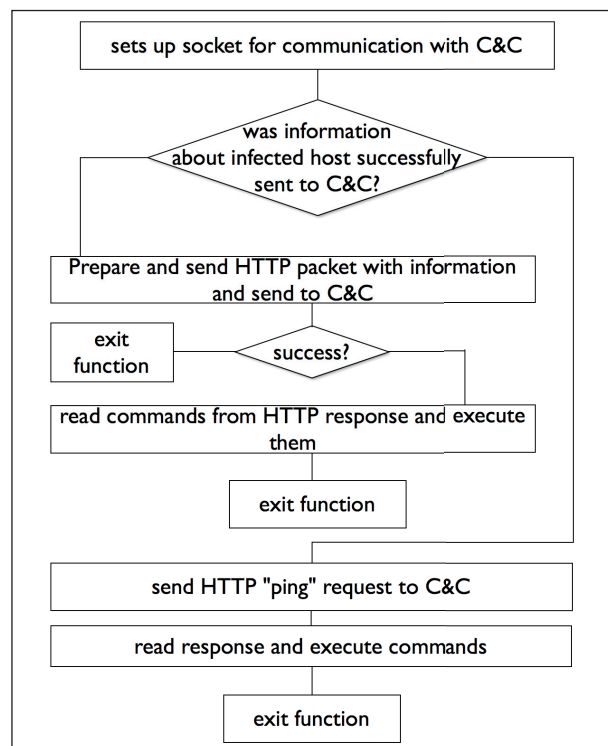 sets up socket for communication with C&C
was information
about infected host successfully
sent to C&C?
Prepare and send HTTP packet with information
and send to C&C
exit
function
success?
read commands from HTTP response and execute
them
exit function
send HTTP "ping" request to C&C
read response and execute commands
exit function